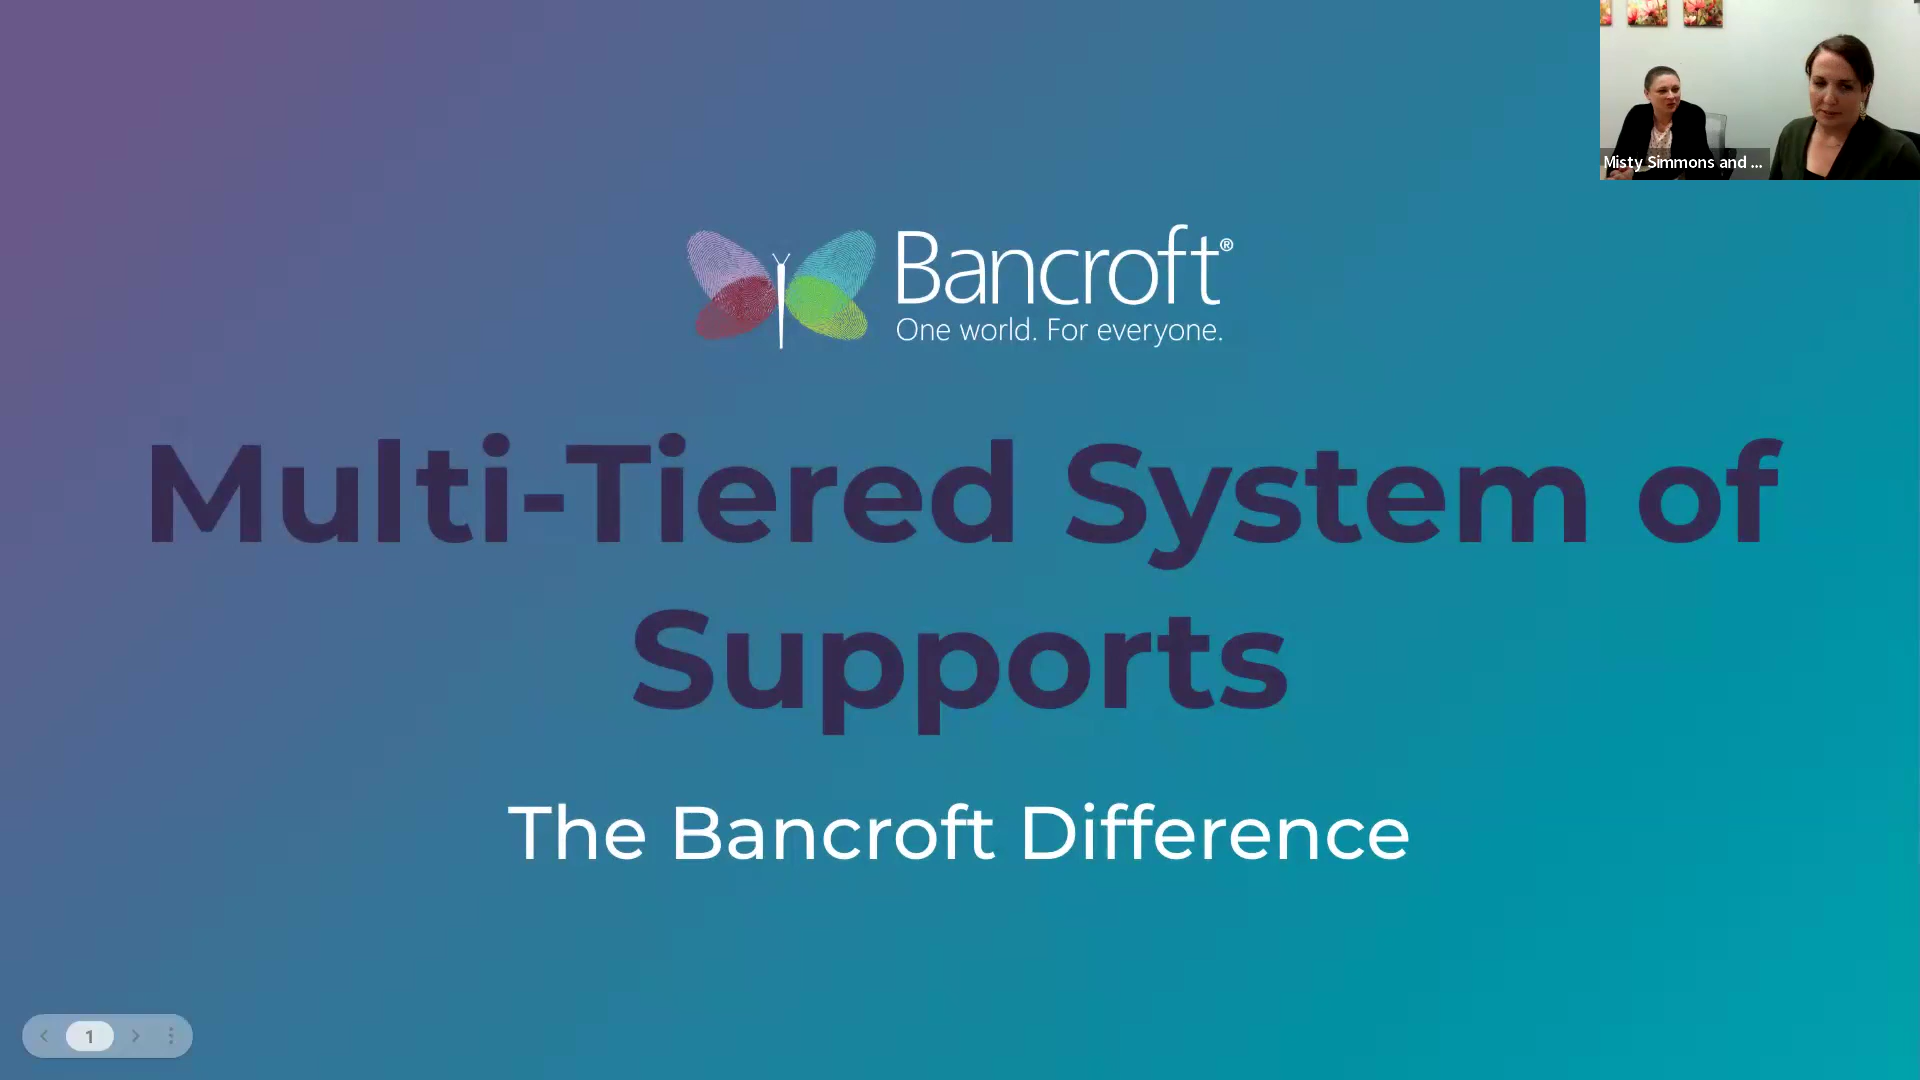 Misty Simmons and ...
Bancroft®
One world. For everyone.
Multi-Tiered System of
Supports
The Bancroft Difference
1